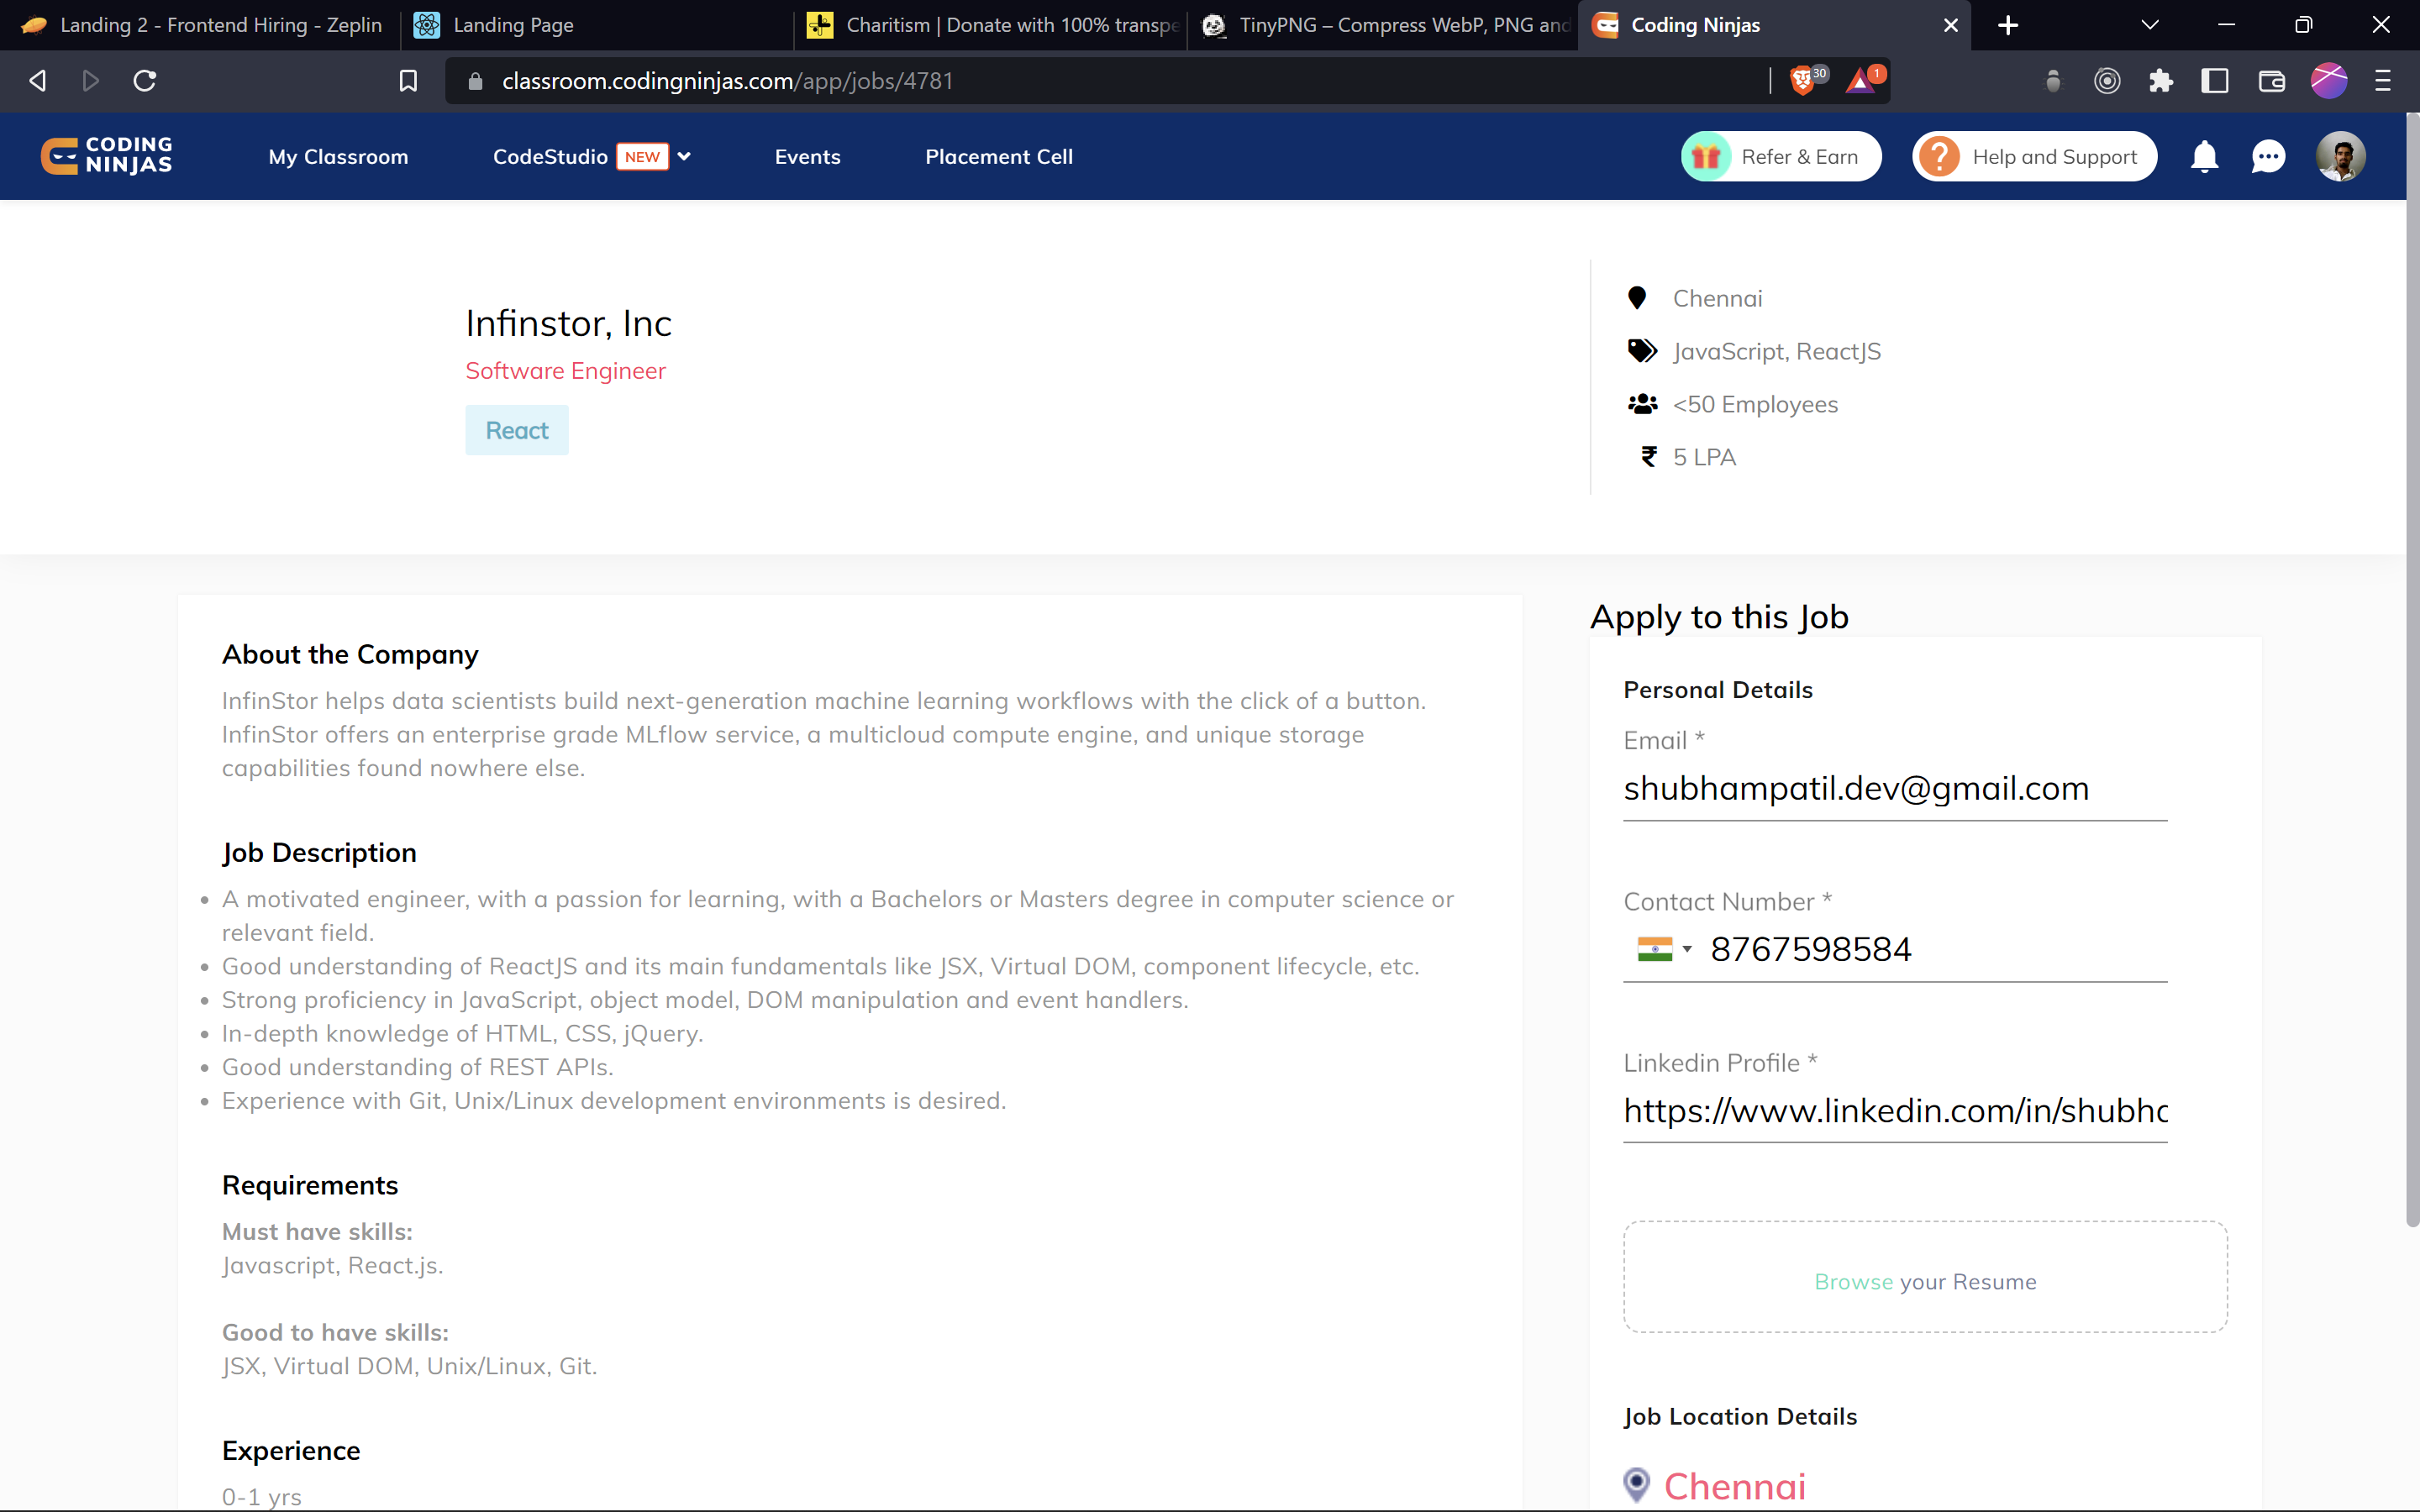 Landing 2 - Frontend Hiring - Zeplin
Landing Page
Charitism | Donate with 100% transpe
TinyPNG – Compress WebP, PNG and
Coding Ninjas
classroom.codingninjas.com/app/jobs/4781
30
1
CODING
NINJAS
My Classroom
CodeStudio NEW
Events
Placement Cell
Refer & Earn
Help and Support
Infinstor, Inc
Software Engineer
React
Chennai
JavaScript, ReactJS
<50 Employees
₹ 5 LPA
About the Company
InfinStor helps data scientists build next-generation machine learning workflows with the click of a button.
InfinStor offers an enterprise grade MLflow service, a multicloud compute engine, and unique storage
capabilities found nowhere else.
Job Description
• A motivated engineer, with a passion for learning, with a Bachelors or Masters degree in computer science or
relevant field.
• Good understanding of ReactJS and its main fundamentals like JSX, Virtual DOM, component lifecycle, etc.
• Strong proficiency in JavaScript, object model, DOM manipulation and event handlers.
• In-depth knowledge of HTML, CSS, jQuery.
• Good understanding of REST APIs.
• Experience with Git, Unix/Linux development environments is desired.
Requirements
Must have skills:
Javascript, React.js.
Good to have skills:
JSX, Virtual DOM, Unix/Linux, Git.
Experience
0-1 yrs
Apply to this Job
Personal Details
Email *
shubhampatil.dev@gmail.com
Contact Number *
8767598584
Linkedin Profile *
https://www.linkedin.com/in/shubha
Browse your Resume
Job Location Details
Chennai